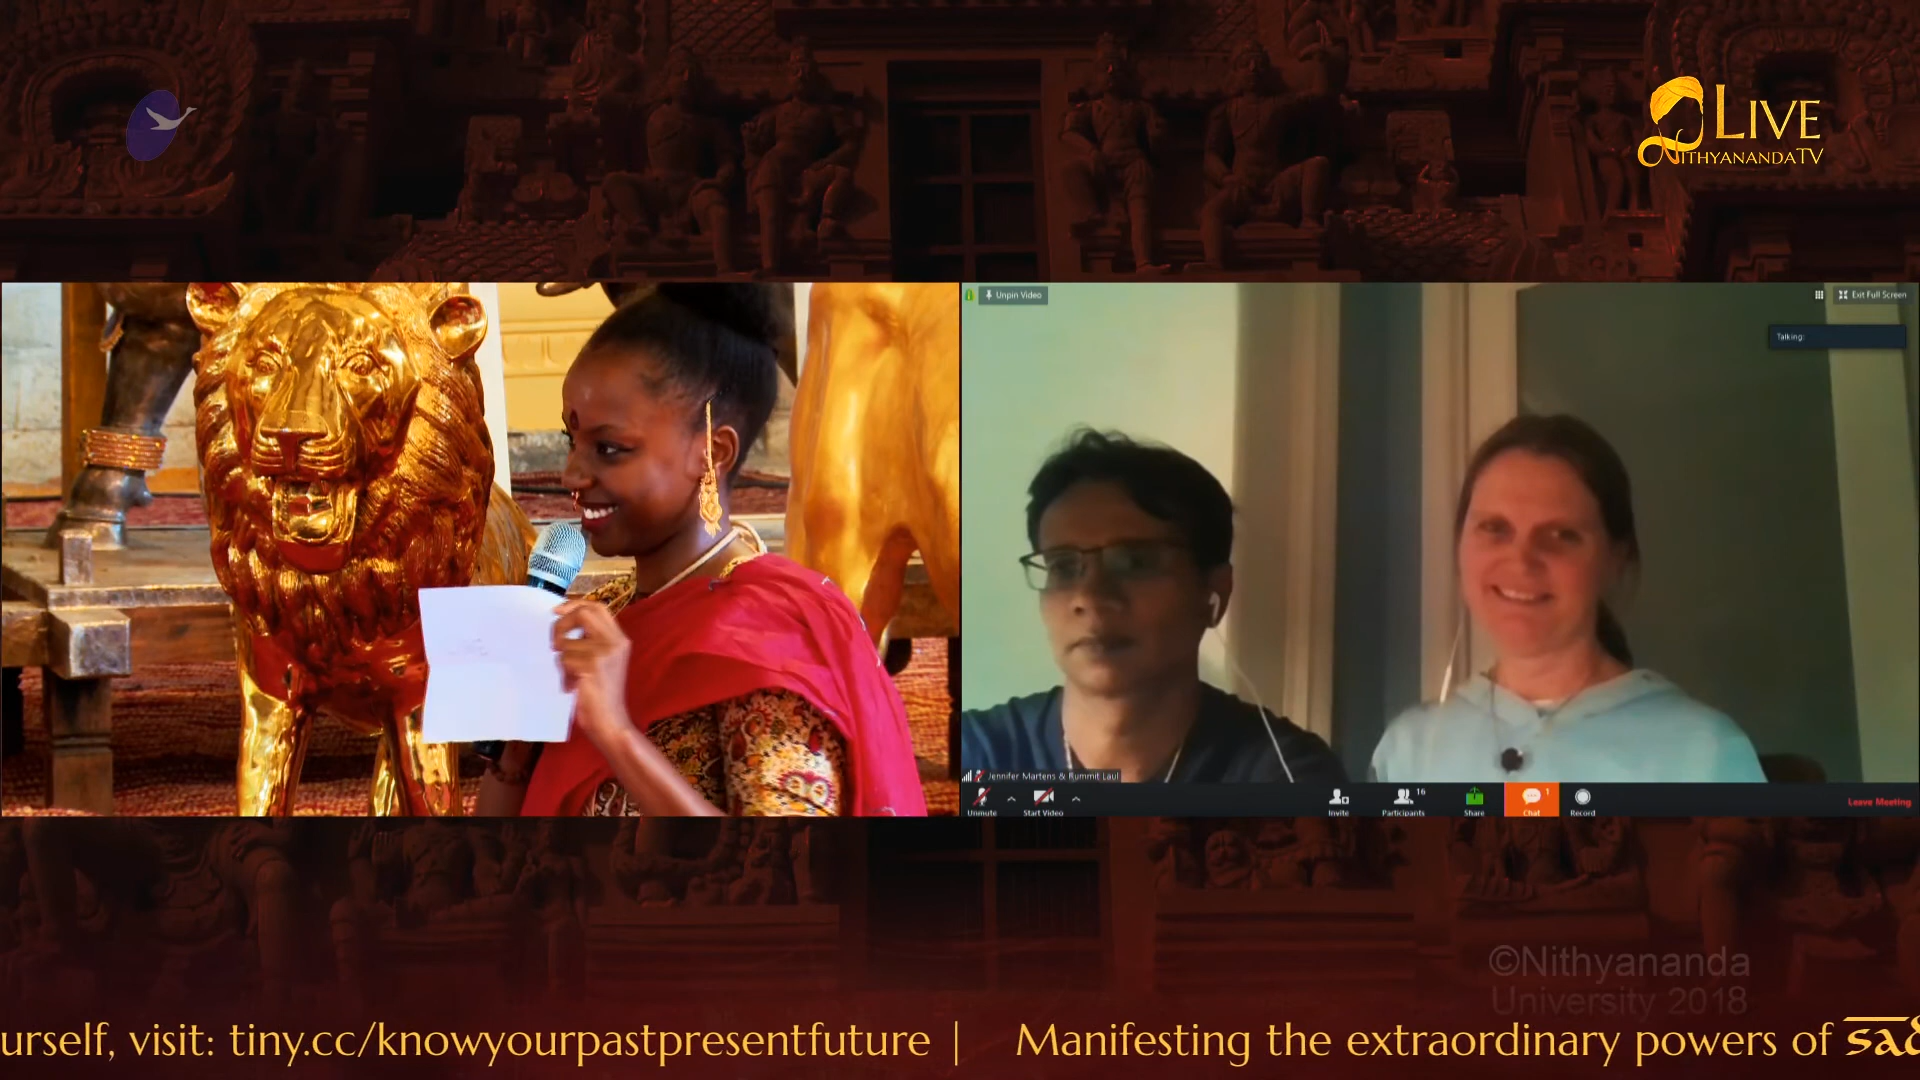 LIVE
NITHYANANDATV
Unpin Video
Exit Full Screen
Talking:
Jennifer Martens & Rummit Laul
Unmute
Start Video
Invite
16
Participants
Share
1
Chat
Record
Leave Meeting
©Nithyananda
University 2018
urself, visit: tiny.cc/knowyourpastpresentfuture | Manifesting the extraordinary powers of